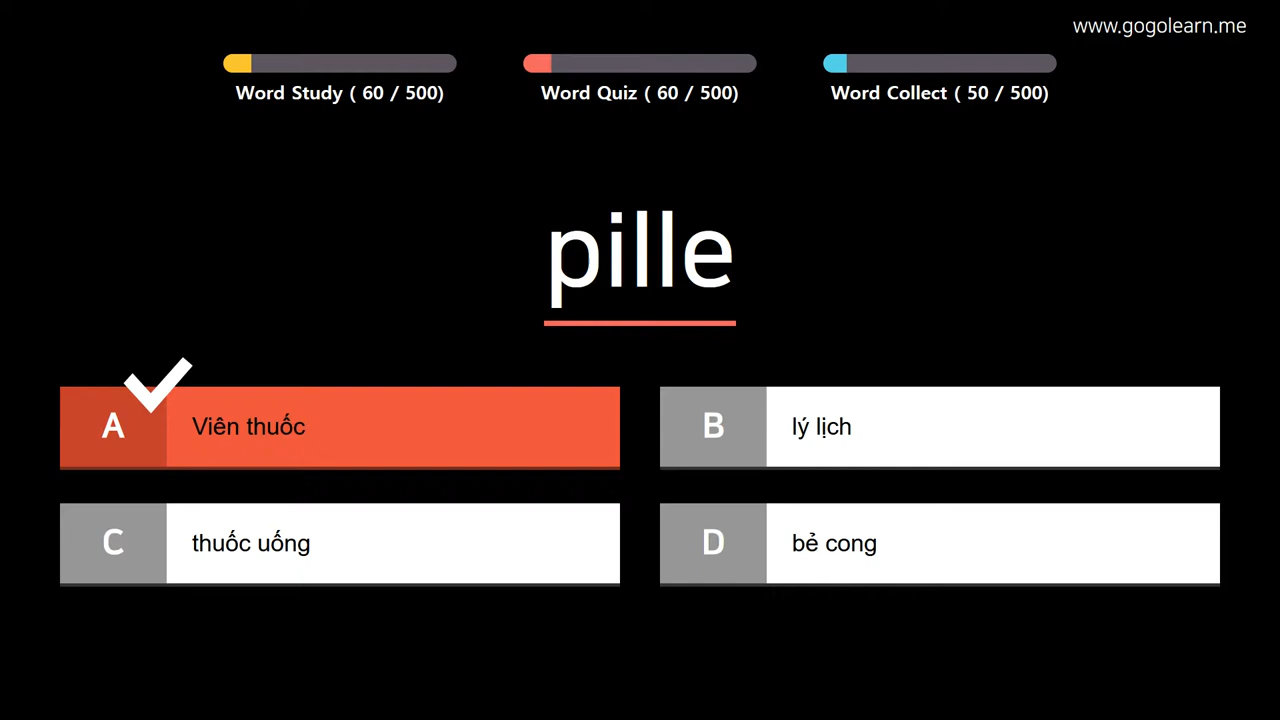 www.gogolearn.me
Word Study ( 60 / 500)
Word Quiz ( 60 / 500)
Word Collect ( 50 / 500)
pille
A Viên thuốc
B lý lịch
C thuốc uống
D bẻ cong